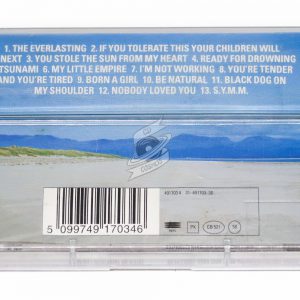 1. THE EVERLASTING 2. IF YOU TOLERATE THIS YOUR CHILDREN WILL
NEXT 3. YOU STOLE THE SUN FROM MY HEART 4. READY FOR DROWNING
TSUNAMI 6. MY LITTLE EMPIRE 7. I'M NOT WORKING 8. YOU'RE TENDER
AND YOU'RE TIRED 9. BORN A GIRL 10. BE NATURAL 11. BLACK DOG ON
MY SHOULDER 12. NOBODY LOVED YOU 13. S.Y.M.M.
5 099749 170346